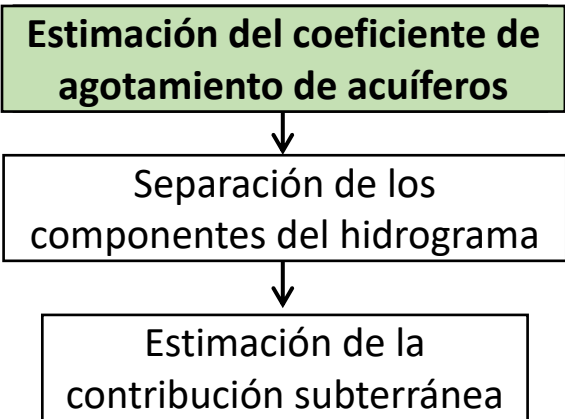 Estimación del coeficiente de
agotamiento de acuíferos
Separación de los
componentes del hidrograma
Estimación de la
contribución subterránea